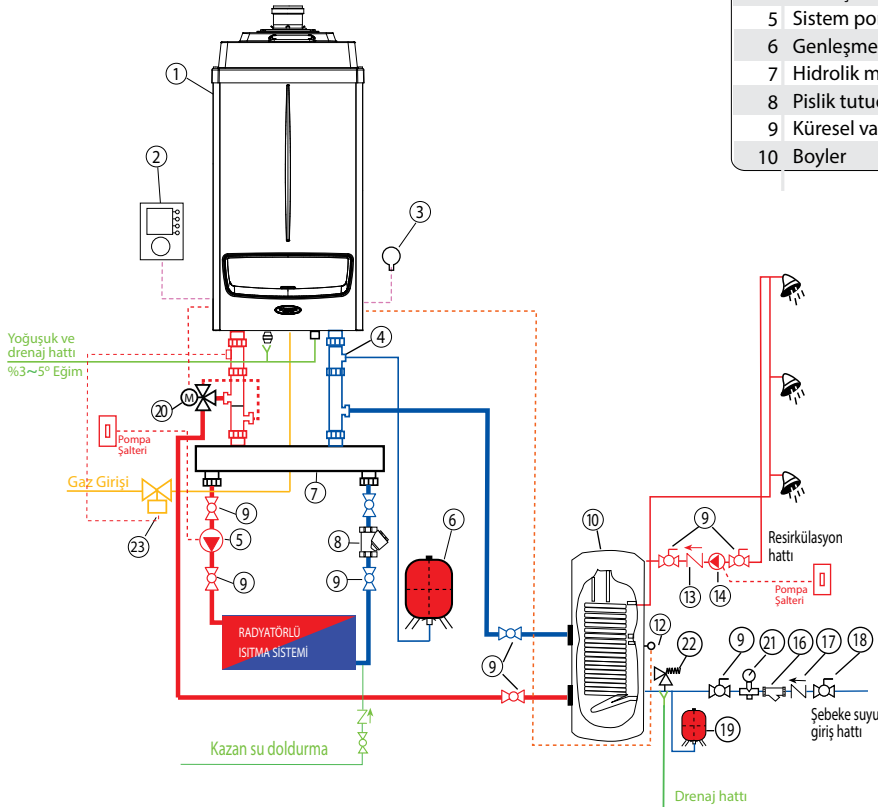 5 Sistem po
6 Genleşme
7 Hidrolik m
8 Pislik tutu
9 Küresel va
10 Boyler
1
2
3
Yoğuşuk ve
drenaj hattı
%3~5° Eğim
4
20
M
Pompa
Şalteri
Gaz Girişi
7
9
23
5
8
6
10
9
Resirkülasyon
hattı
9
9
13
14
Pompa
Şalteri
RADYATÖRLÜ
ISITMA SİSTEMİ
12
22
9
21
16
17
18
9
Şebeke suyu
giriş hattı
19
Kazan su doldurma
Drenaj hattı